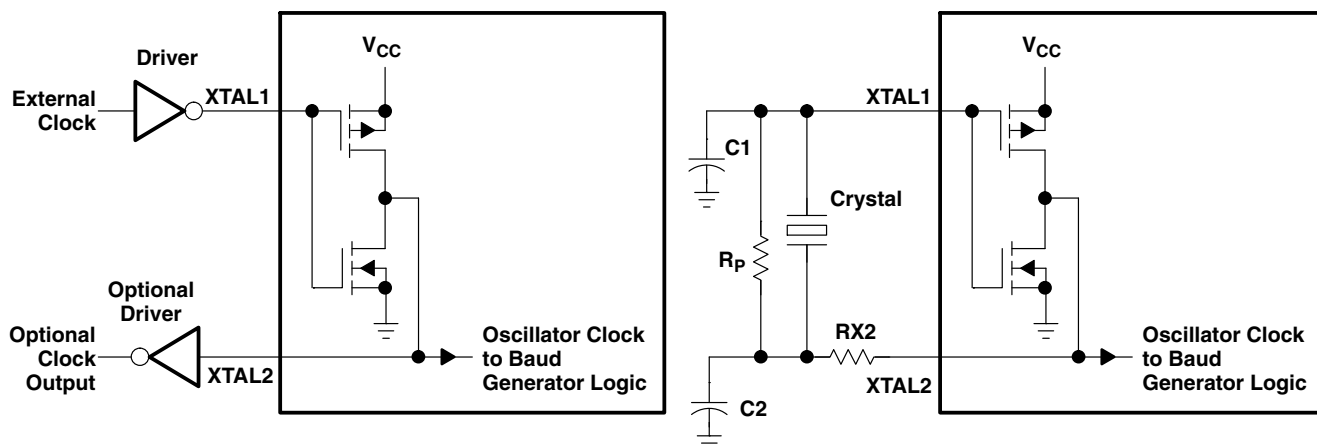 Driver
V_CC
External
Clock
XTAL1
Optional
Driver
Optional
Clock
Output
XTAL2
Oscillator Clock
to Baud
Generator Logic
V_CC
XTAL1
C1
Crystal
R_P
RX2
XTAL2
C2
Oscillator Clock
to Baud
Generator Logic